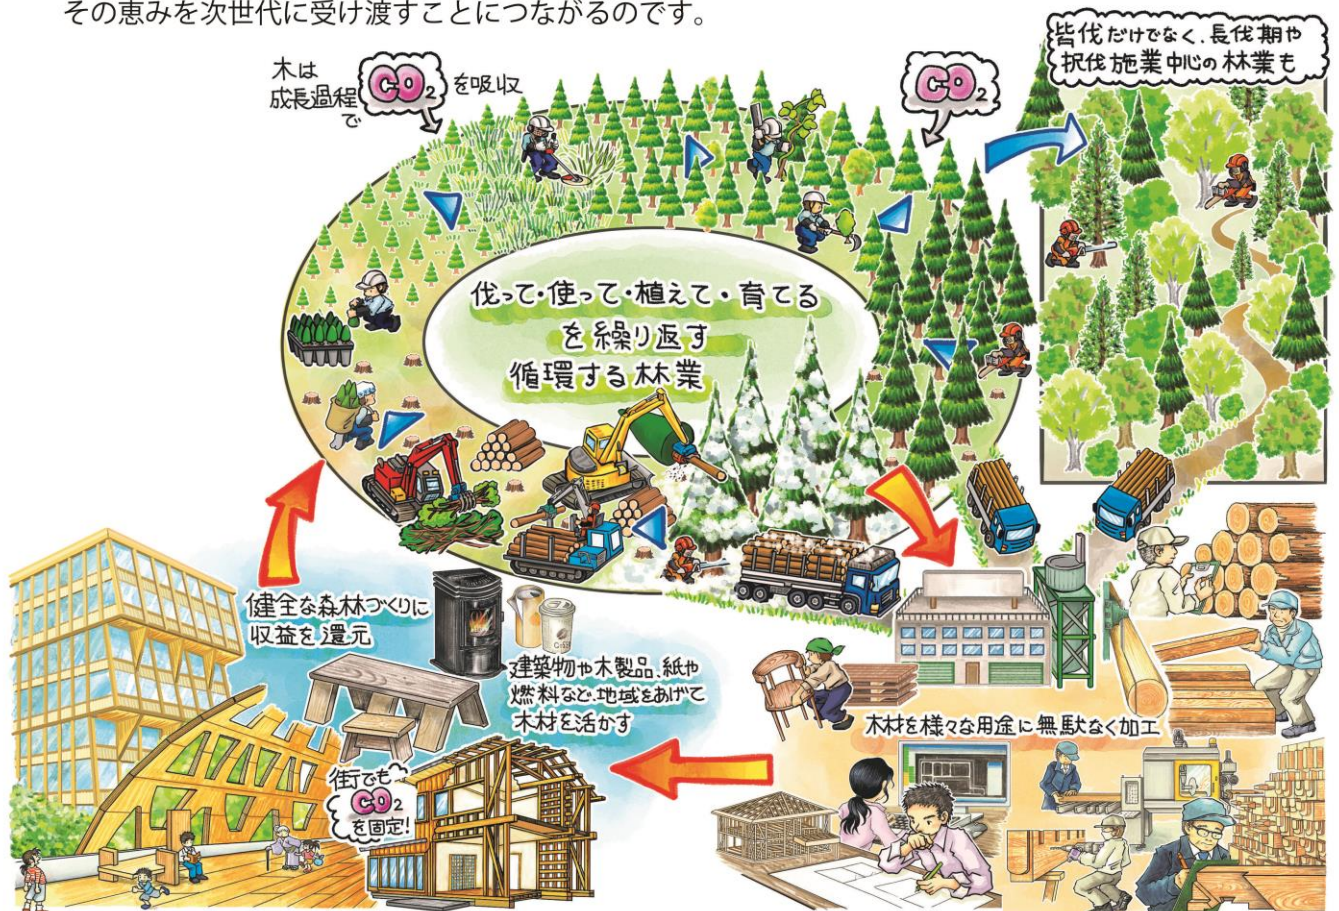 その恵みを次世代に受け渡すことにつながるのです。
木は
成長過程
で
CO2
を吸収
CO2
皆伐だけでなく、長伐期や
択伐施業中心の林業も
伐って・使って・植えて・育てる
を繰り返す
循環する林業
健全な森林づくりに
収益を還元
建築物や木製品、紙や
燃料など、地域をあげて
木材を活かす
木材を様々な用途に無駄なく加工
街でも
CO2
を固定!